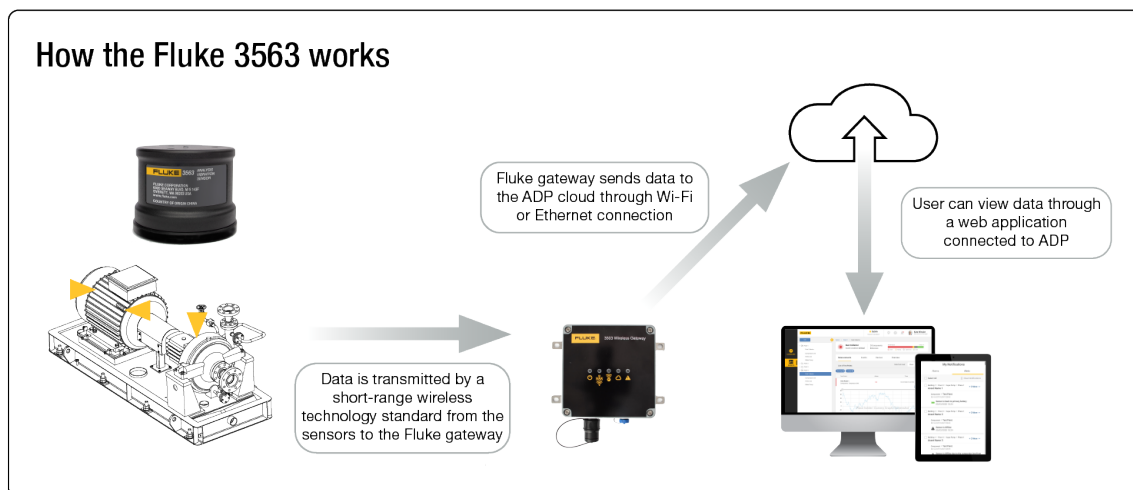 How the Fluke 3563 works
FLUKE 3563
FLUKE CORPORATION
Fluke gateway sends data to
the ADP cloud through Wi-Fi
or Ethernet connection
User can view data through
a web application
connected to ADP
FLUKE 3563 Wireless Gateway
Data is transmitted by a
short-range wireless
technology standard from the
sensors to the Fluke gateway